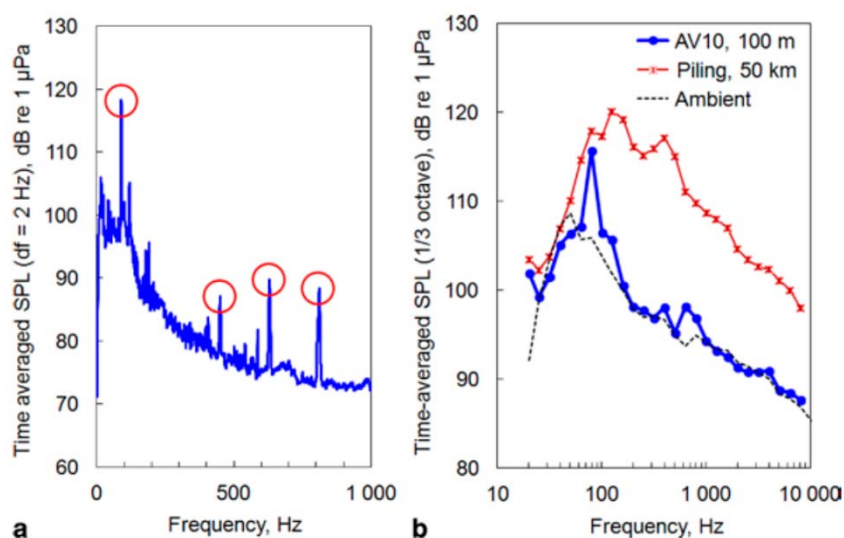 Time averaged SPL (df = 2 Hz), dB re 1 µPa
130
120
110
100
90
80
70
60
0
500
1 000
Frequency, Hz
a
Time-averaged SPL (1/3 octave), dB re 1 µPa
130
120
110
100
90
80
AV10, 100 m
Piling, 50 km
Ambient
10
100
1 000
10 000
Frequency, Hz
b